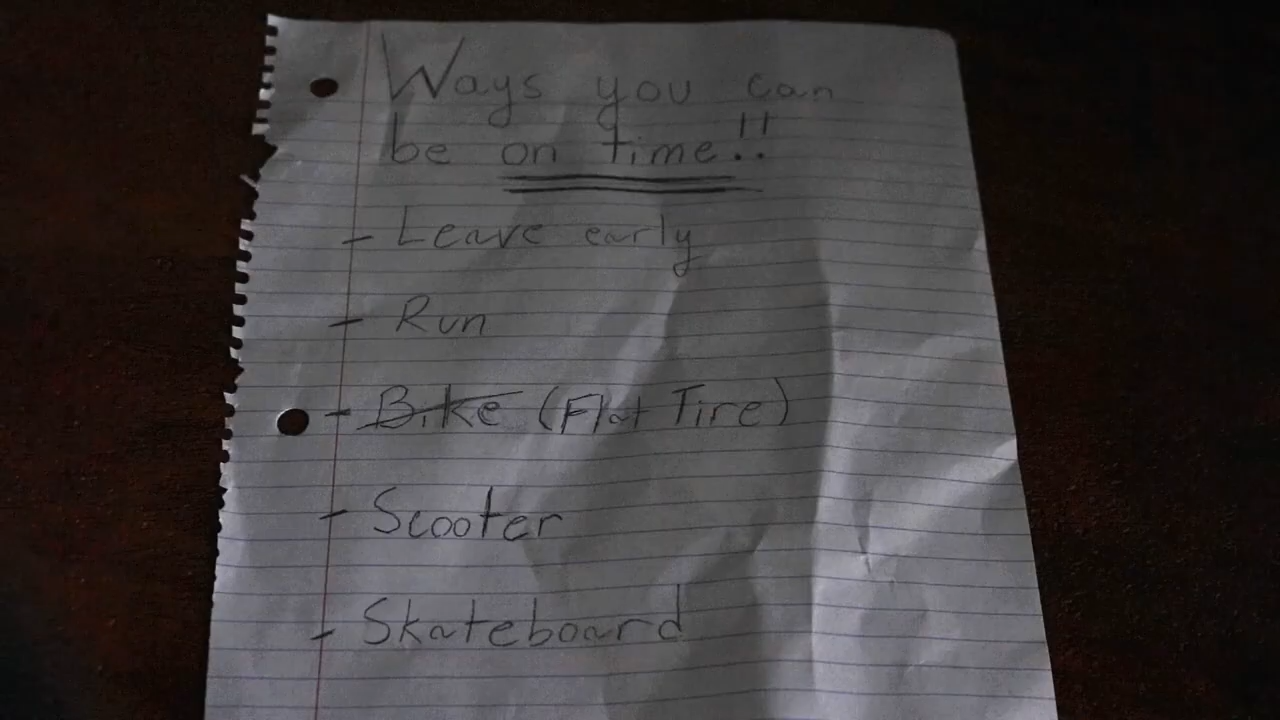 Ways you can
be on time!!
- Leave early
- Run
- Bike (Flat Tire)
- Scooter
- Skateboard